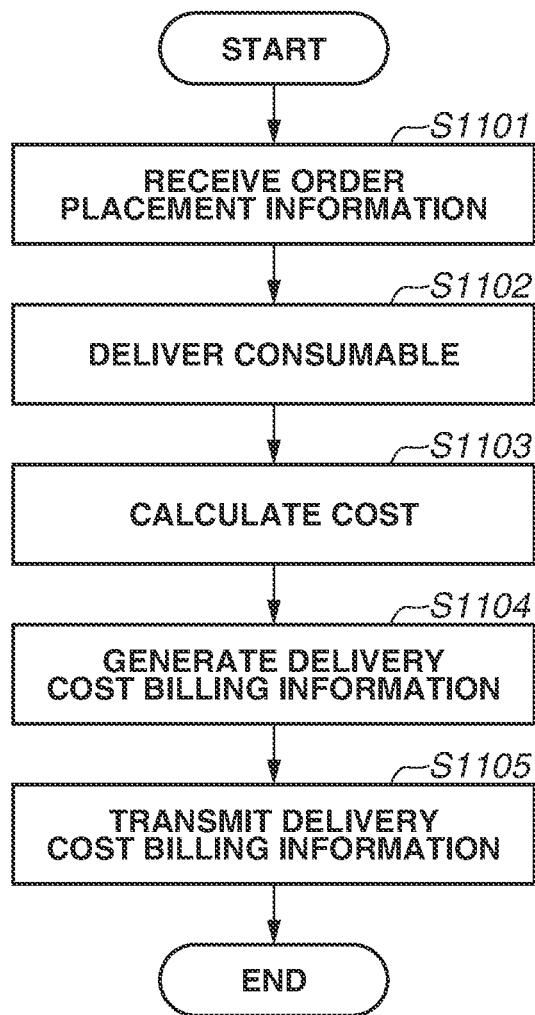 START
S1101
RECEIVE ORDER
PLACEMENT INFORMATION
S1102
DELIVER CONSUMABLE
S1103
CALCULATE COST
S1104
GENERATE DELIVERY
COST BILLING INFORMATION
S1105
TRANSMIT DELIVERY
COST BILLING INFORMATION
END